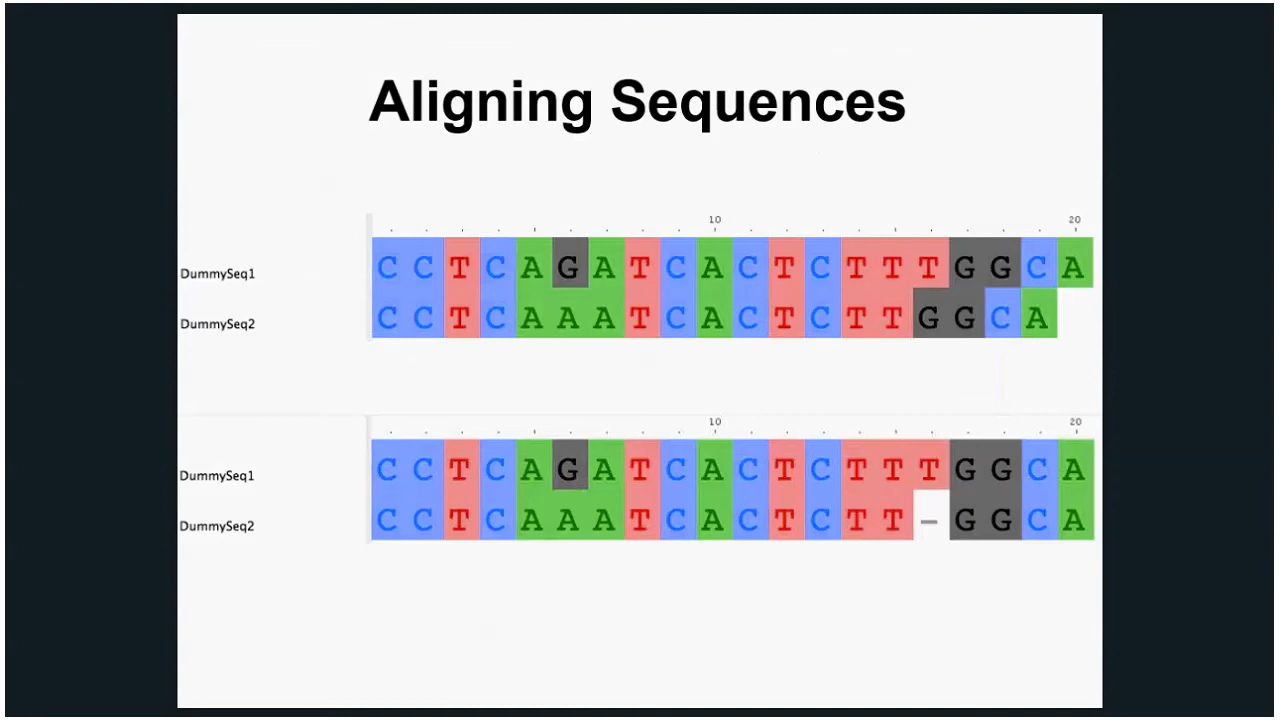 Aligning Sequences
10 20
DummySeq1 C C T C A G A T C A C T C T T T G G C A
DummySeq2 C C T C A A A T C A C T C T T G G C A
10 20
DummySeq1 C C T C A G A T C A C T C T T T G G C A
DummySeq2 C C T C A A A T C A C T C T T - G G C A